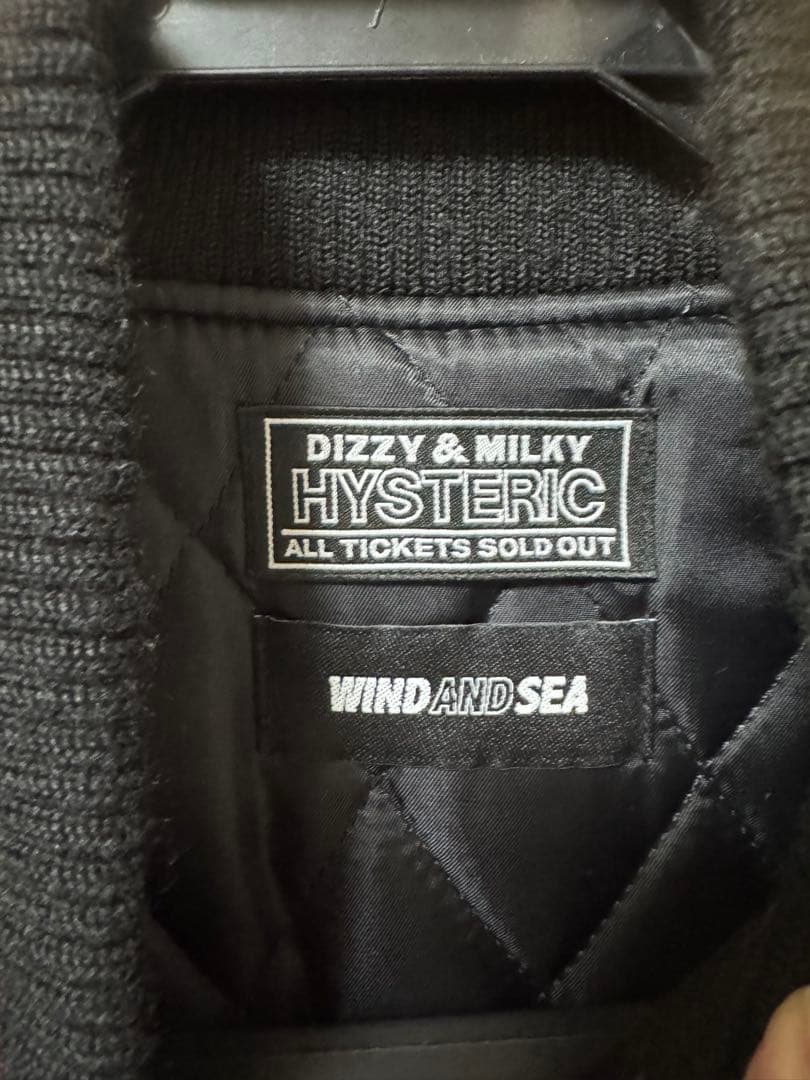 DIZZY & MILKY
HYSTERIC
ALL TICKETS SOLD OUT
WINDANDSEA